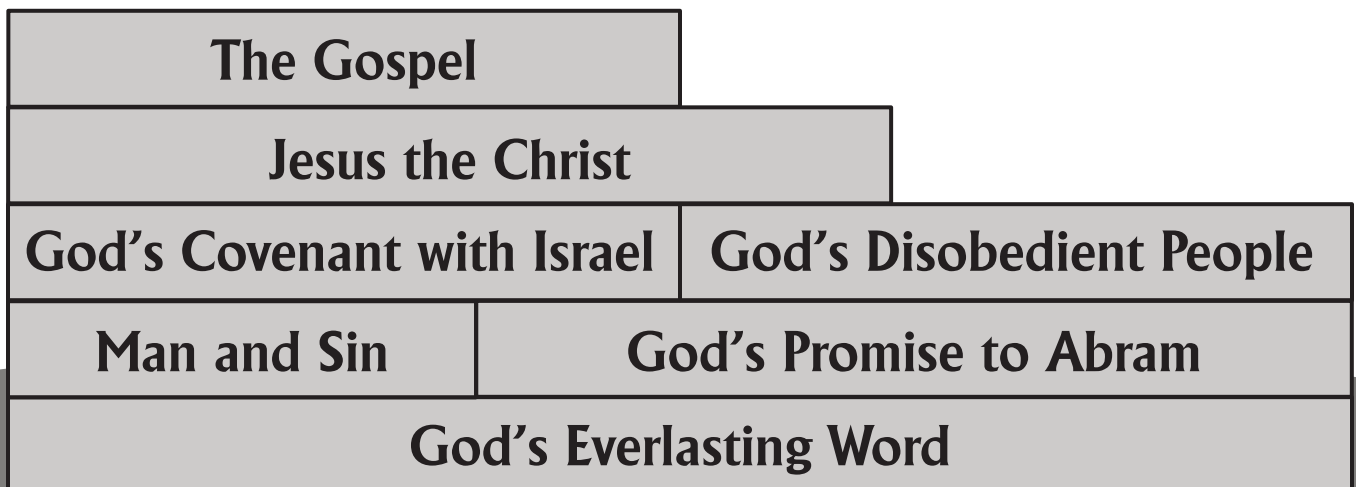 The Gospel
Jesus the Christ
God's Covenant with Israel God's Disobedient People
Man and Sin God's Promise to Abram
God's Everlasting Word